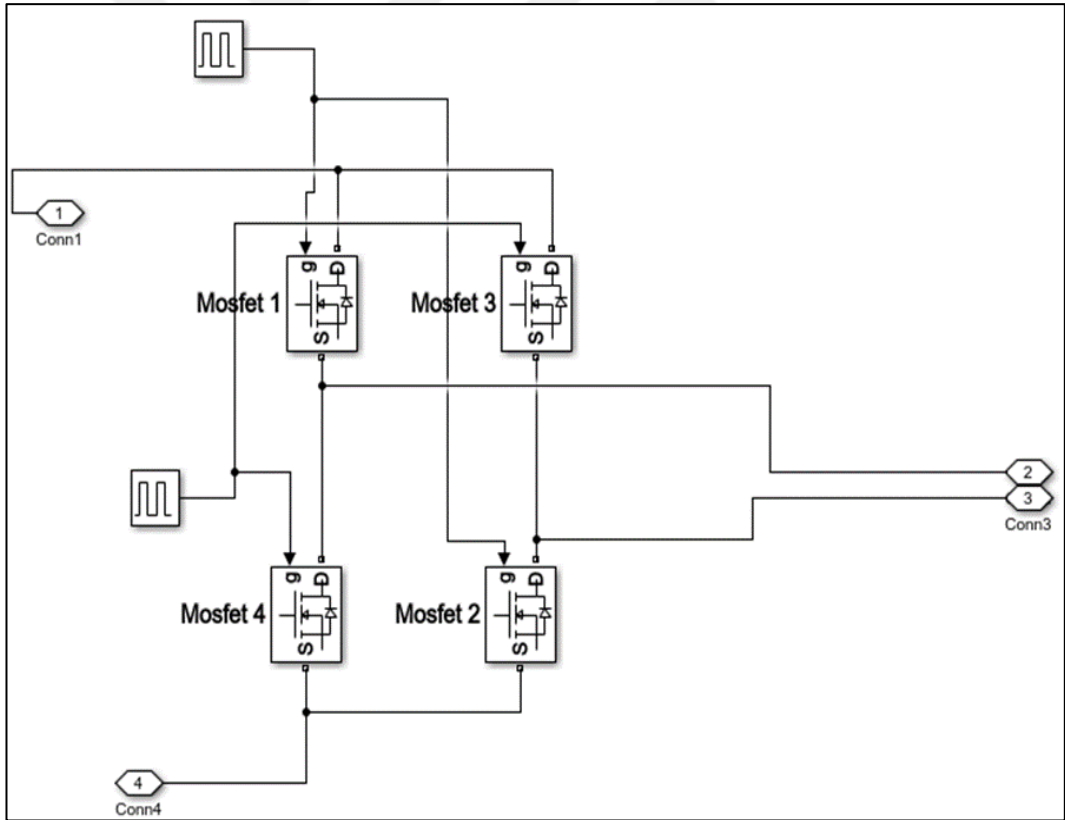 1
Conn1
g D
Mosfet 1
S
g D
Mosfet 3
S
2
3
Conn3
g D
Mosfet 4
S
g D
Mosfet 2
S
4
Conn4